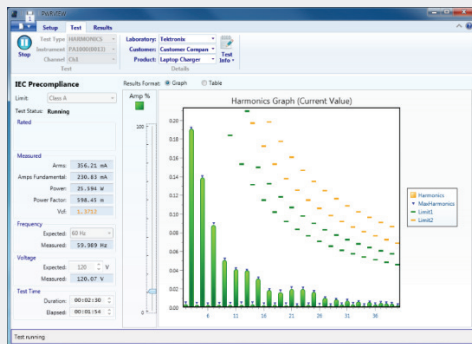 PWRVIEW
Setup Test Results
Stop
Test Type HARMONICS
Instrument
Channel Ch1
Test
Laboratory: Tektronix
Customer: Customer Compan
Product: Laptop Charger
Details
Test
Info
IEC Precompliance
Limit: Class A
Test Status: Running
Rated
Measured
Arms: 356.21 mA
Amps Fundamental: 230.83 mA
Power: 25.594 W
Power Factor: 598.45 m
Vcf:
Frequency
Expected: 60 Hz
Measured: 59.989 Hz
Voltage
Expected: 120 V
Measured: 120.07 V
Test Time
Duration: 00:02:30
Elapsed: 00:01:54
Results Format: Graph Table
Amp %
100
0
Harmonics Graph (Current Value)
0.20
0.18
0.16
0.14
0.12
0.10
0.08
0.06
0.04
0.02
0.00
6 11 16 21 26 31 36
Harmonics
MaxHarmonics
Limit1
Limit2
Test running